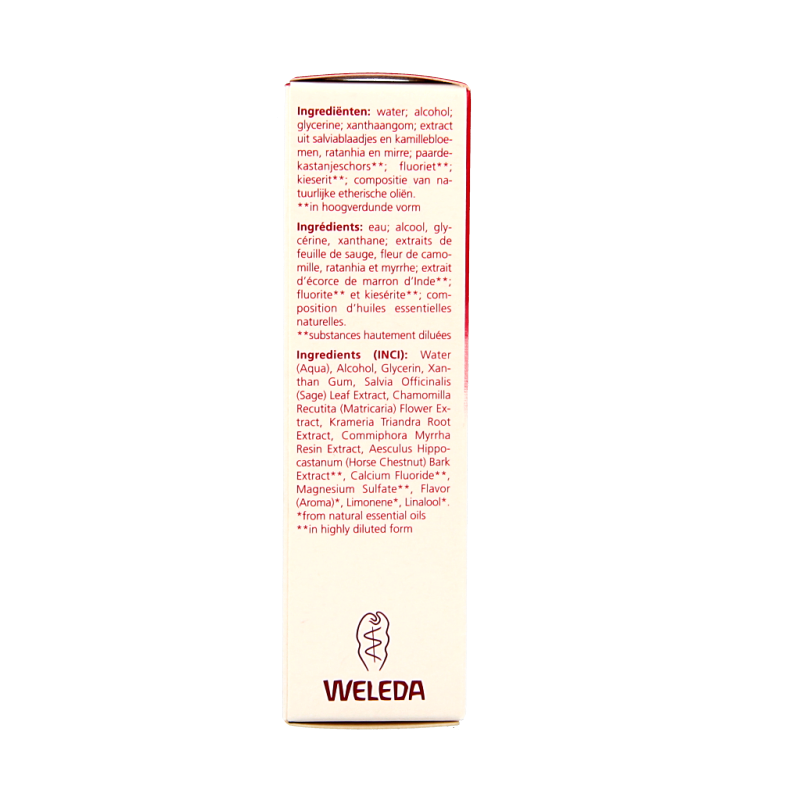 Ingrediënten: water; alcohol;
glycerine; xanthaangom; extract
uit salviablaadjes en kamillebloe-
men, ratanhia en mirre; paarde-
kastanjeschors**; fluoriet**;
kieserit**; compositie van na-
tuurlijke etherische oliën.
**in hoogverdunde vorm
Ingrédients: eau; alcool, gly-
cérine, xanthane; extraits de
feuille de sauge, fleur de camo-
mille, ratanhia et myrrhe; extrait
d'écorce de marron d'Inde**;
fluorite** et kiesérite**; com-
position d'huiles essentielles
naturelles.
**substances hautement diluées
Ingredients (INCI): Water
(Aqua), Alcohol, Glycerin, Xan-
than Gum, Salvia Officinalis
(Sage) Leaf Extract, Chamomilla
Recutita (Matricaria) Flower Ex-
tract, Krameria Triandra Root
Extract, Commiphora Myrrha
Resin Extract, Aesculus Hippo-
castanum (Horse Chestnut) Bark
Extract**, Calcium Fluoride**,
Magnesium Sulfate**, Flavor
(Aroma)*, Limonene*, Linalool*.
*from natural essential oils
**in highly diluted form
WELEDA